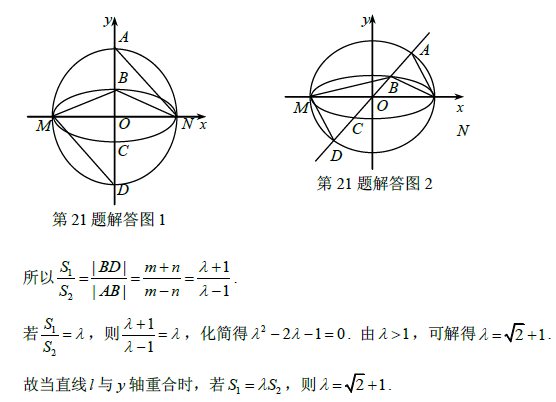 y
A
B
M O N x
C
D
第 21 题解答图 1
y
A
B
M O x
C N
D
第 21 题解答图 2
所以 S₁/S₂ = |BD|/|AB| = (m+n)/(m−n) = (λ+1)/(λ−1).
若 S₁/S₂ = λ，则 (λ+1)/(λ−1) = λ，化简得 λ²−2λ−1=0. 由 λ>1，可解得 λ=√2+1.
故当直线 l 与 y 轴重合时，若 S₁=λS₂，则 λ=√2+1.